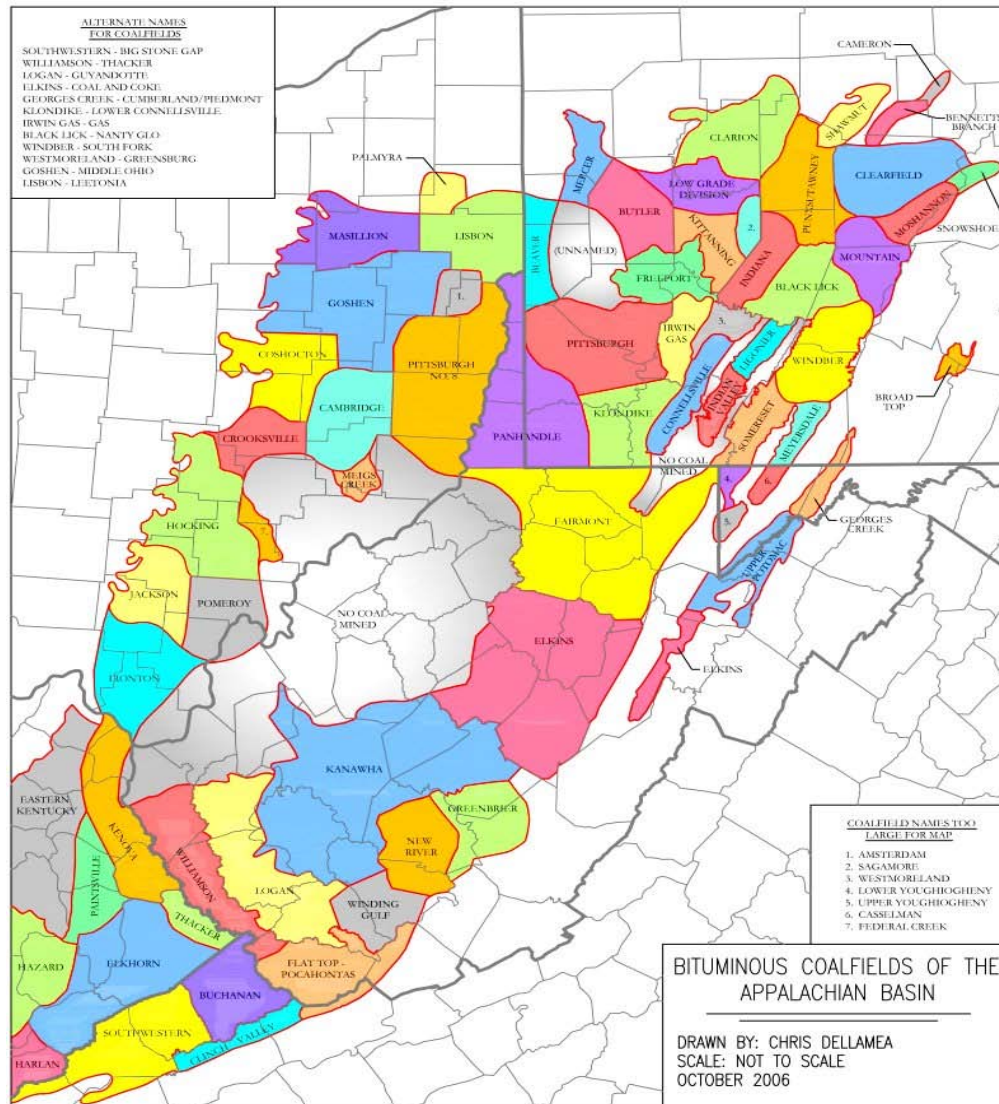 ALTERNATE NAMES
FOR COALFIELDS
SOUTHWESTERN - BIG STONE GAP
WILLIAMSON - THACKER
LOGAN - GUYANDOTTE
ELKINS - COAL AND COKE
GEORGES CREEK - CUMBERLAND/PIEDMONT
KLONDIKE - LOWER CONNELLSVILLE
IRWIN GAS - GAS
BLACK LICK - NANTY GLO
WINDBER - SOUTH FORK
WESTMORELAND - GREENSBURG
GOSHEN - MIDDLE OHIO
LISBON - LEETONIA
CAMERON
BENNETTS
BRANCH
SHAWMUT
CLARION
PALMYRA
MERCER
LOW GRADE
DIVISION
PUNXSUTAWNEY
CLEARFIELD
MOSHANNON
SNOWSHOE
MASILLION
LISBON
BEAVER
(UNNAMED)
BUTLER
KITTANNING
2.
INDIANA
MOUNTAIN
FREEPORT
BLACK LICK
GOSHEN
1.
PITTSBURGH
IRWIN
GAS
3.
LIGONIER
WINDBER
COSHOCTON
PITTSBURGH
NO. 8
CONNELLSVILLE
INDIAN
VALLEY
BROAD
TOP
CAMBRIDGE
KLONDIKE
SOMERSET
MEYERSDALE
CROOKSVILLE
PANHANDLE
NO COAL
MINED
MEIGS
CREEK
4.
6.
5.
GEORGES
CREEK
HOCKING
7.
FAIRMONT
UPPER
POTOMAC
JACKSON
POMEROY
NO COAL
MINED
ELKINS
ELKINS
IRONTON
KANAWHA
EASTERN
KENTUCKY
KENOVA
GREENBRIER
NEW
RIVER
PAINTSVILLE
WILLIAMSON
LOGAN
WINDING
GULF
THACKER
HAZARD
ELKHORN
FLAT TOP -
POCAHONTAS
BUCHANAN
SOUTHWESTERN
CLINCH VALLEY
HARLAN
COALFIELD NAMES TOO
LARGE FOR MAP
1. AMSTERDAM
2. SAGAMORE
3. WESTMORELAND
4. LOWER YOUGHIOGHENY
5. UPPER YOUGHIOGHENY
6. CASSELMAN
7. FEDERAL CREEK
BITUMINOUS COALFIELDS OF THE
APPALACHIAN BASIN
DRAWN BY: CHRIS DELLAMEA
SCALE: NOT TO SCALE
OCTOBER 2006